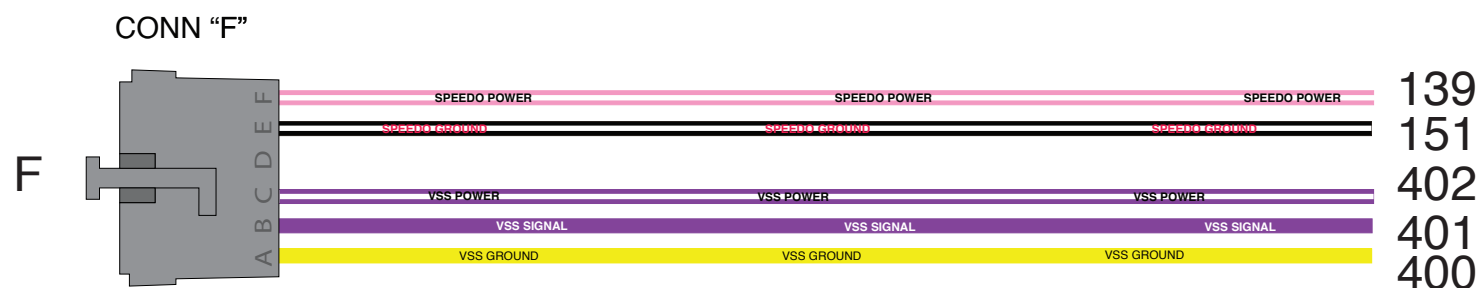 CONN “F”
F
F SPEEDO POWER SPEEDO POWER SPEEDO POWER 139
E SPEEDO GROUND SPEEDO GROUND SPEEDO GROUND 151
D
C VSS POWER VSS POWER VSS POWER 402
B VSS SIGNAL VSS SIGNAL VSS SIGNAL 401
A VSS GROUND VSS GROUND VSS GROUND 400